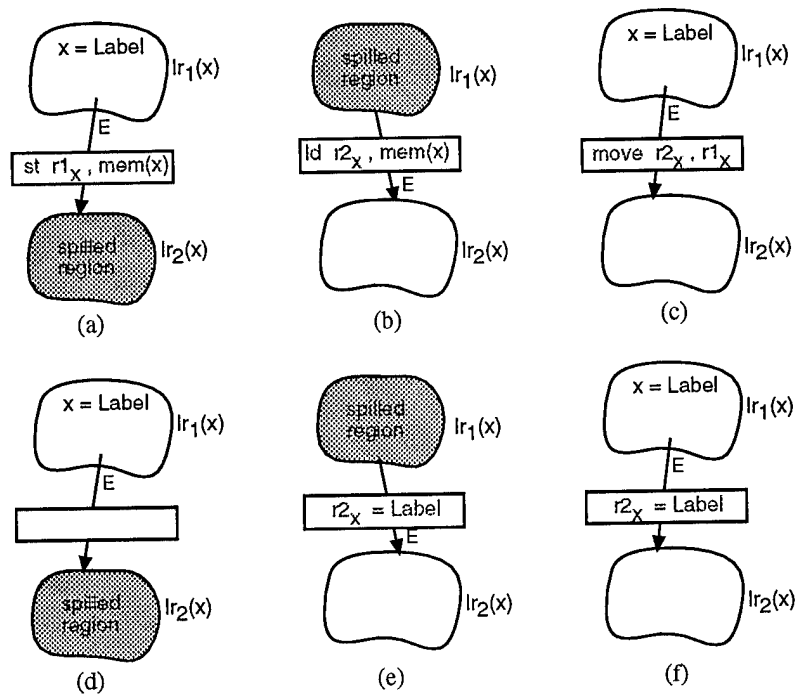 x = Label
lr1(x)
E
st r1x , mem(x)
spilled
region
lr2(x)
(a)
spilled
region
lr1(x)
ld r2x , mem(x)
E
lr2(x)
(b)
x = Label
lr1(x)
E
move r2x , r1x
lr2(x)
(c)
x = Label
lr1(x)
E
spilled
region
lr2(x)
(d)
spilled
region
lr1(x)
r2x = Label
E
lr2(x)
(e)
x = Label
lr1(x)
E
r2x = Label
lr2(x)
(f)